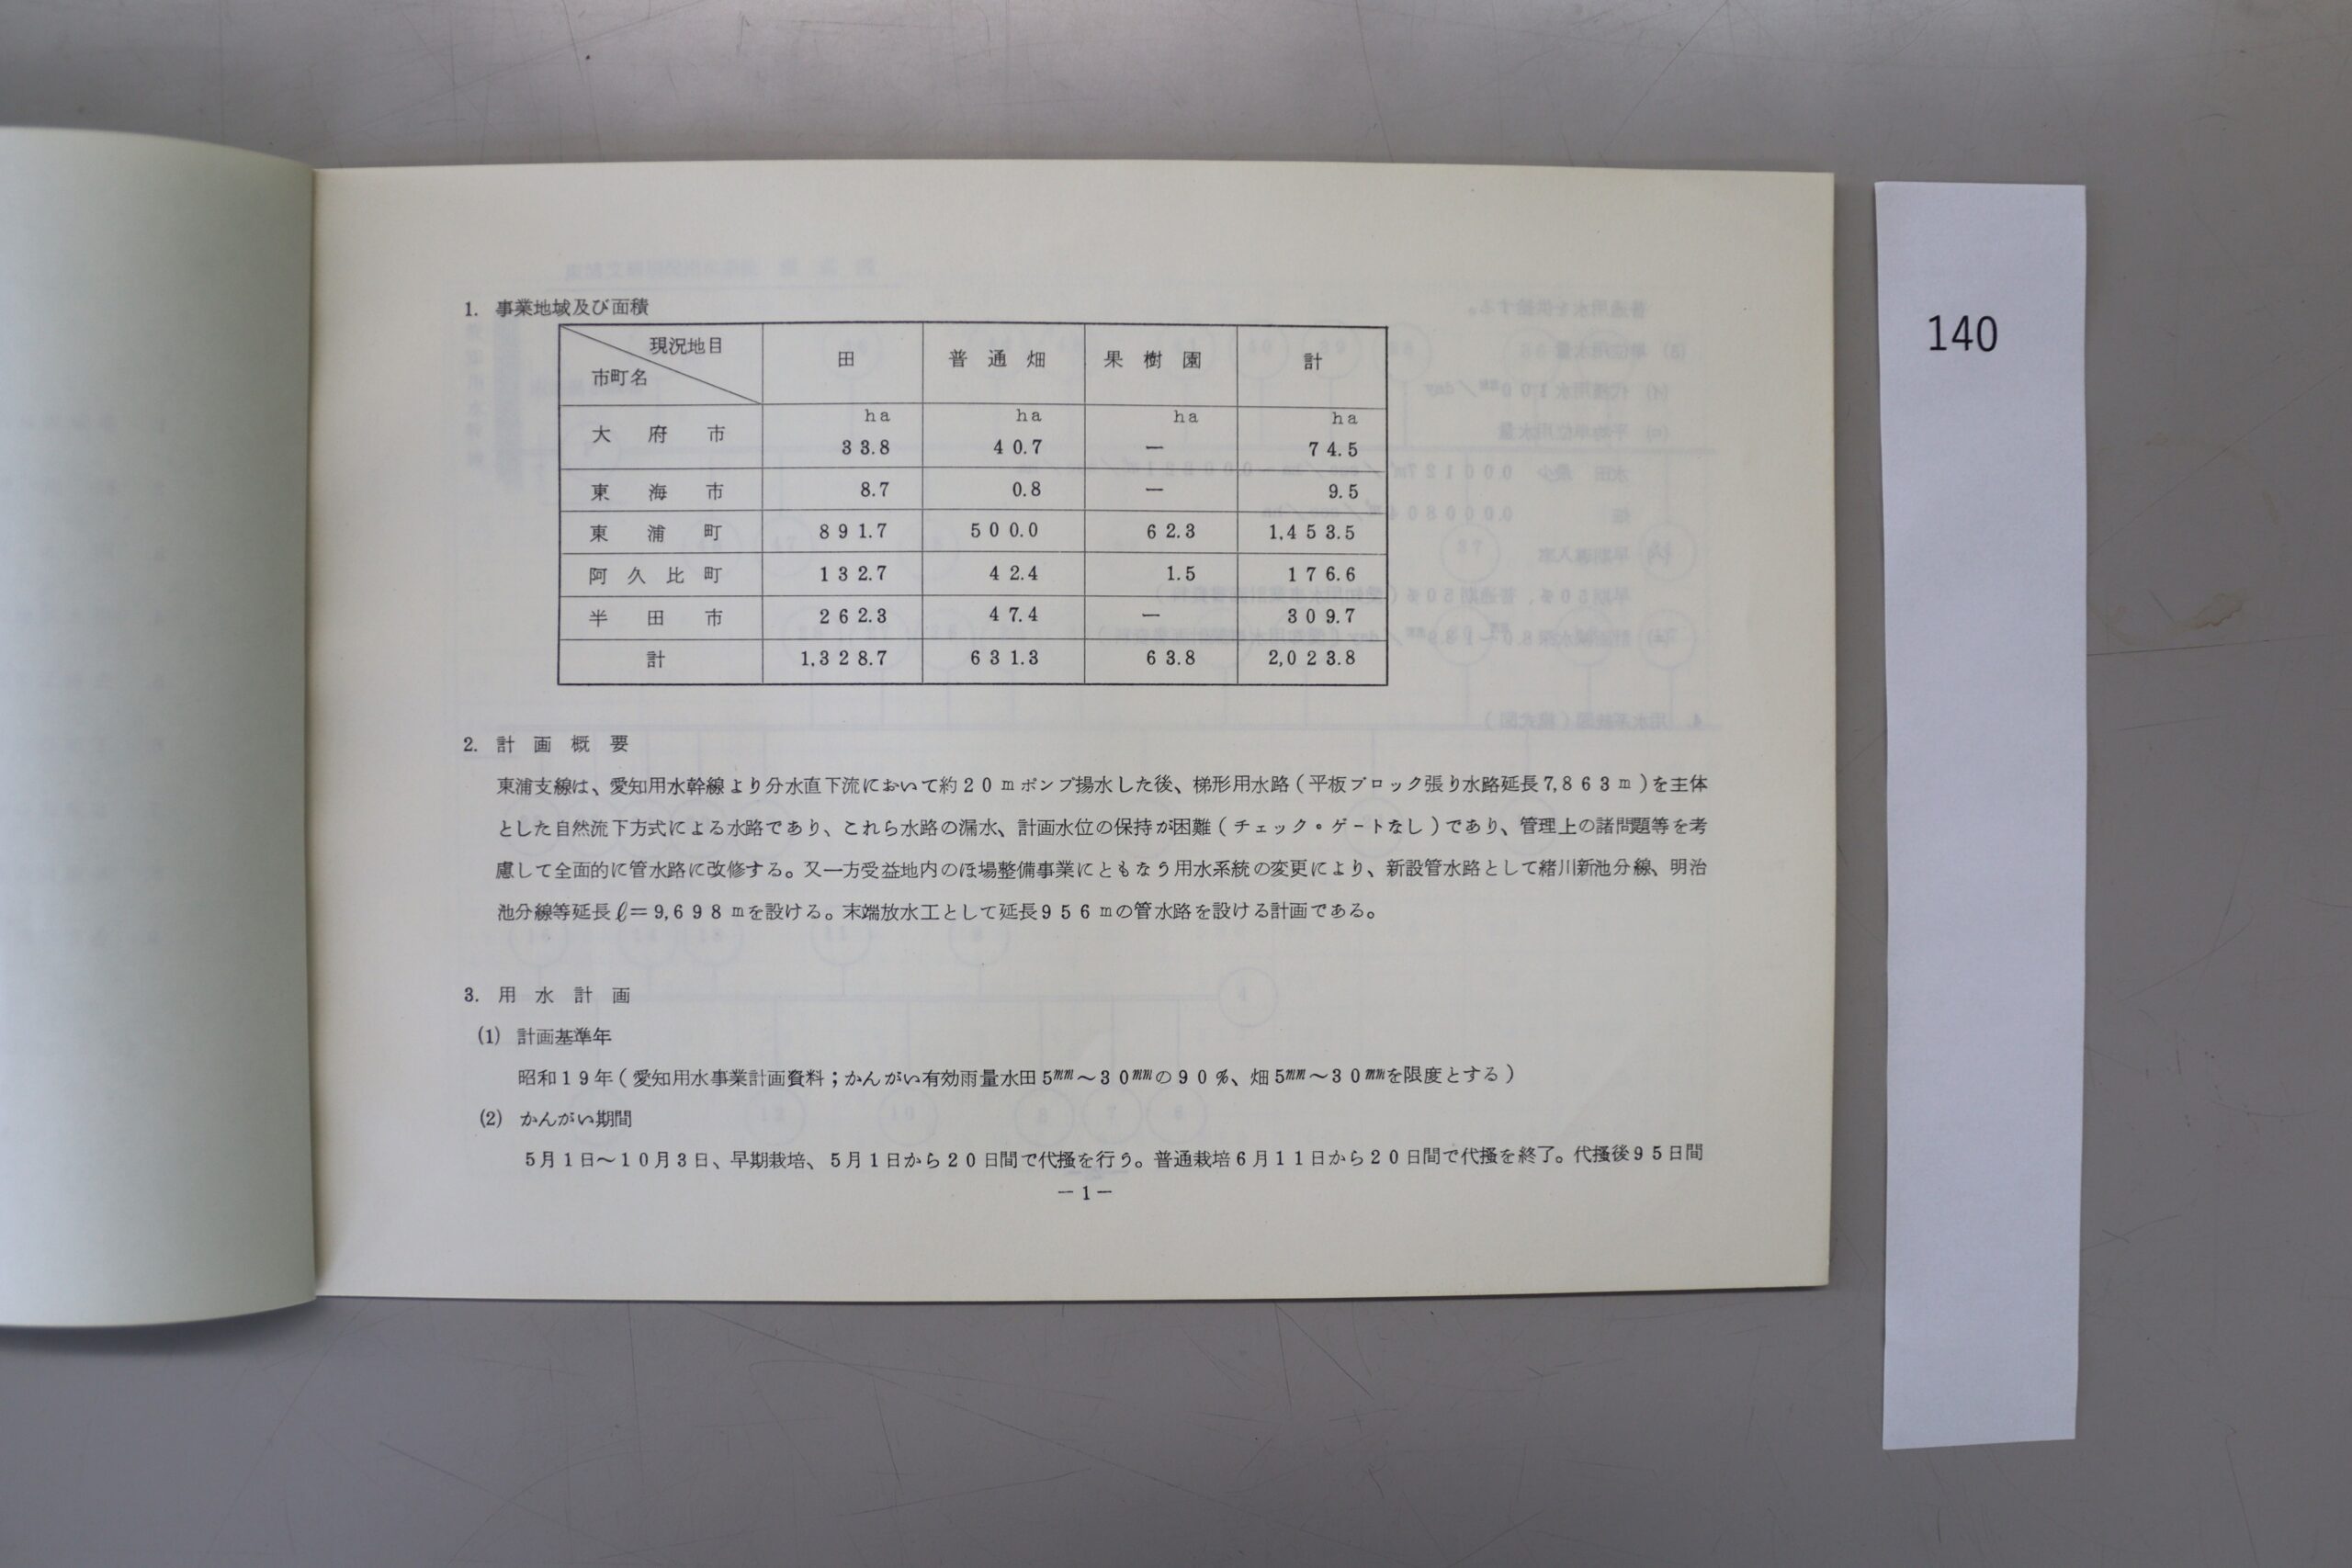 1. 事業地域及び面積
現況地目
市町名
田 普通畑 果樹園 計
ha ha ha ha
大府市 33.8 40.7 — 74.5
東海市 8.7 0.8 — 9.5
東浦町 891.7 500.0 62.3 1,453.5
阿久比町 132.7 42.4 1.5 176.6
半田市 262.3 47.4 — 309.7
計 1,328.7 631.3 63.8 2,023.8
2. 計画概要
東浦支線は、愛知用水幹線より分水直下流において約20mポンプ揚水した後、梯形用水路(平板ブロック張り水路延長7,863m)を主体
とした自然流下方式による水路であり、これら水路の漏水、計画水位の保持が困難(チェック・ゲートなし)であり、管理上の諸問題等を考
慮して全面的に管水路に改修する。又一方受益地内のほ場整備事業にともなう用水系統の変更により、新設管水路として緒川新池分線、明治
池分線等延長ℓ=9,698mを設ける。末端放水工として延長956mの管水路を設ける計画である。
3. 用水計画
(1) 計画基準年
昭和19年(愛知用水事業計画資料;かんがい有効雨量水田5mm~30mmの90%、畑5mm~30mmを限度とする)
(2) かんがい期間
5月1日~10月3日、早期栽培、5月1日から20日間で代掻を行う。普通栽培6月11日から20日間で代掻を終了。代掻後95日間
—1—
140